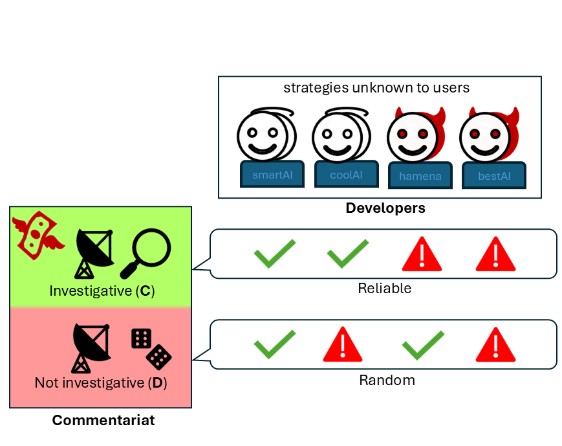 strategies unknown to users
smartAI
coolAI
hamena
bestAI
Developers
Investigative (C)
Reliable
Not investigative (D)
Random
Commentariat